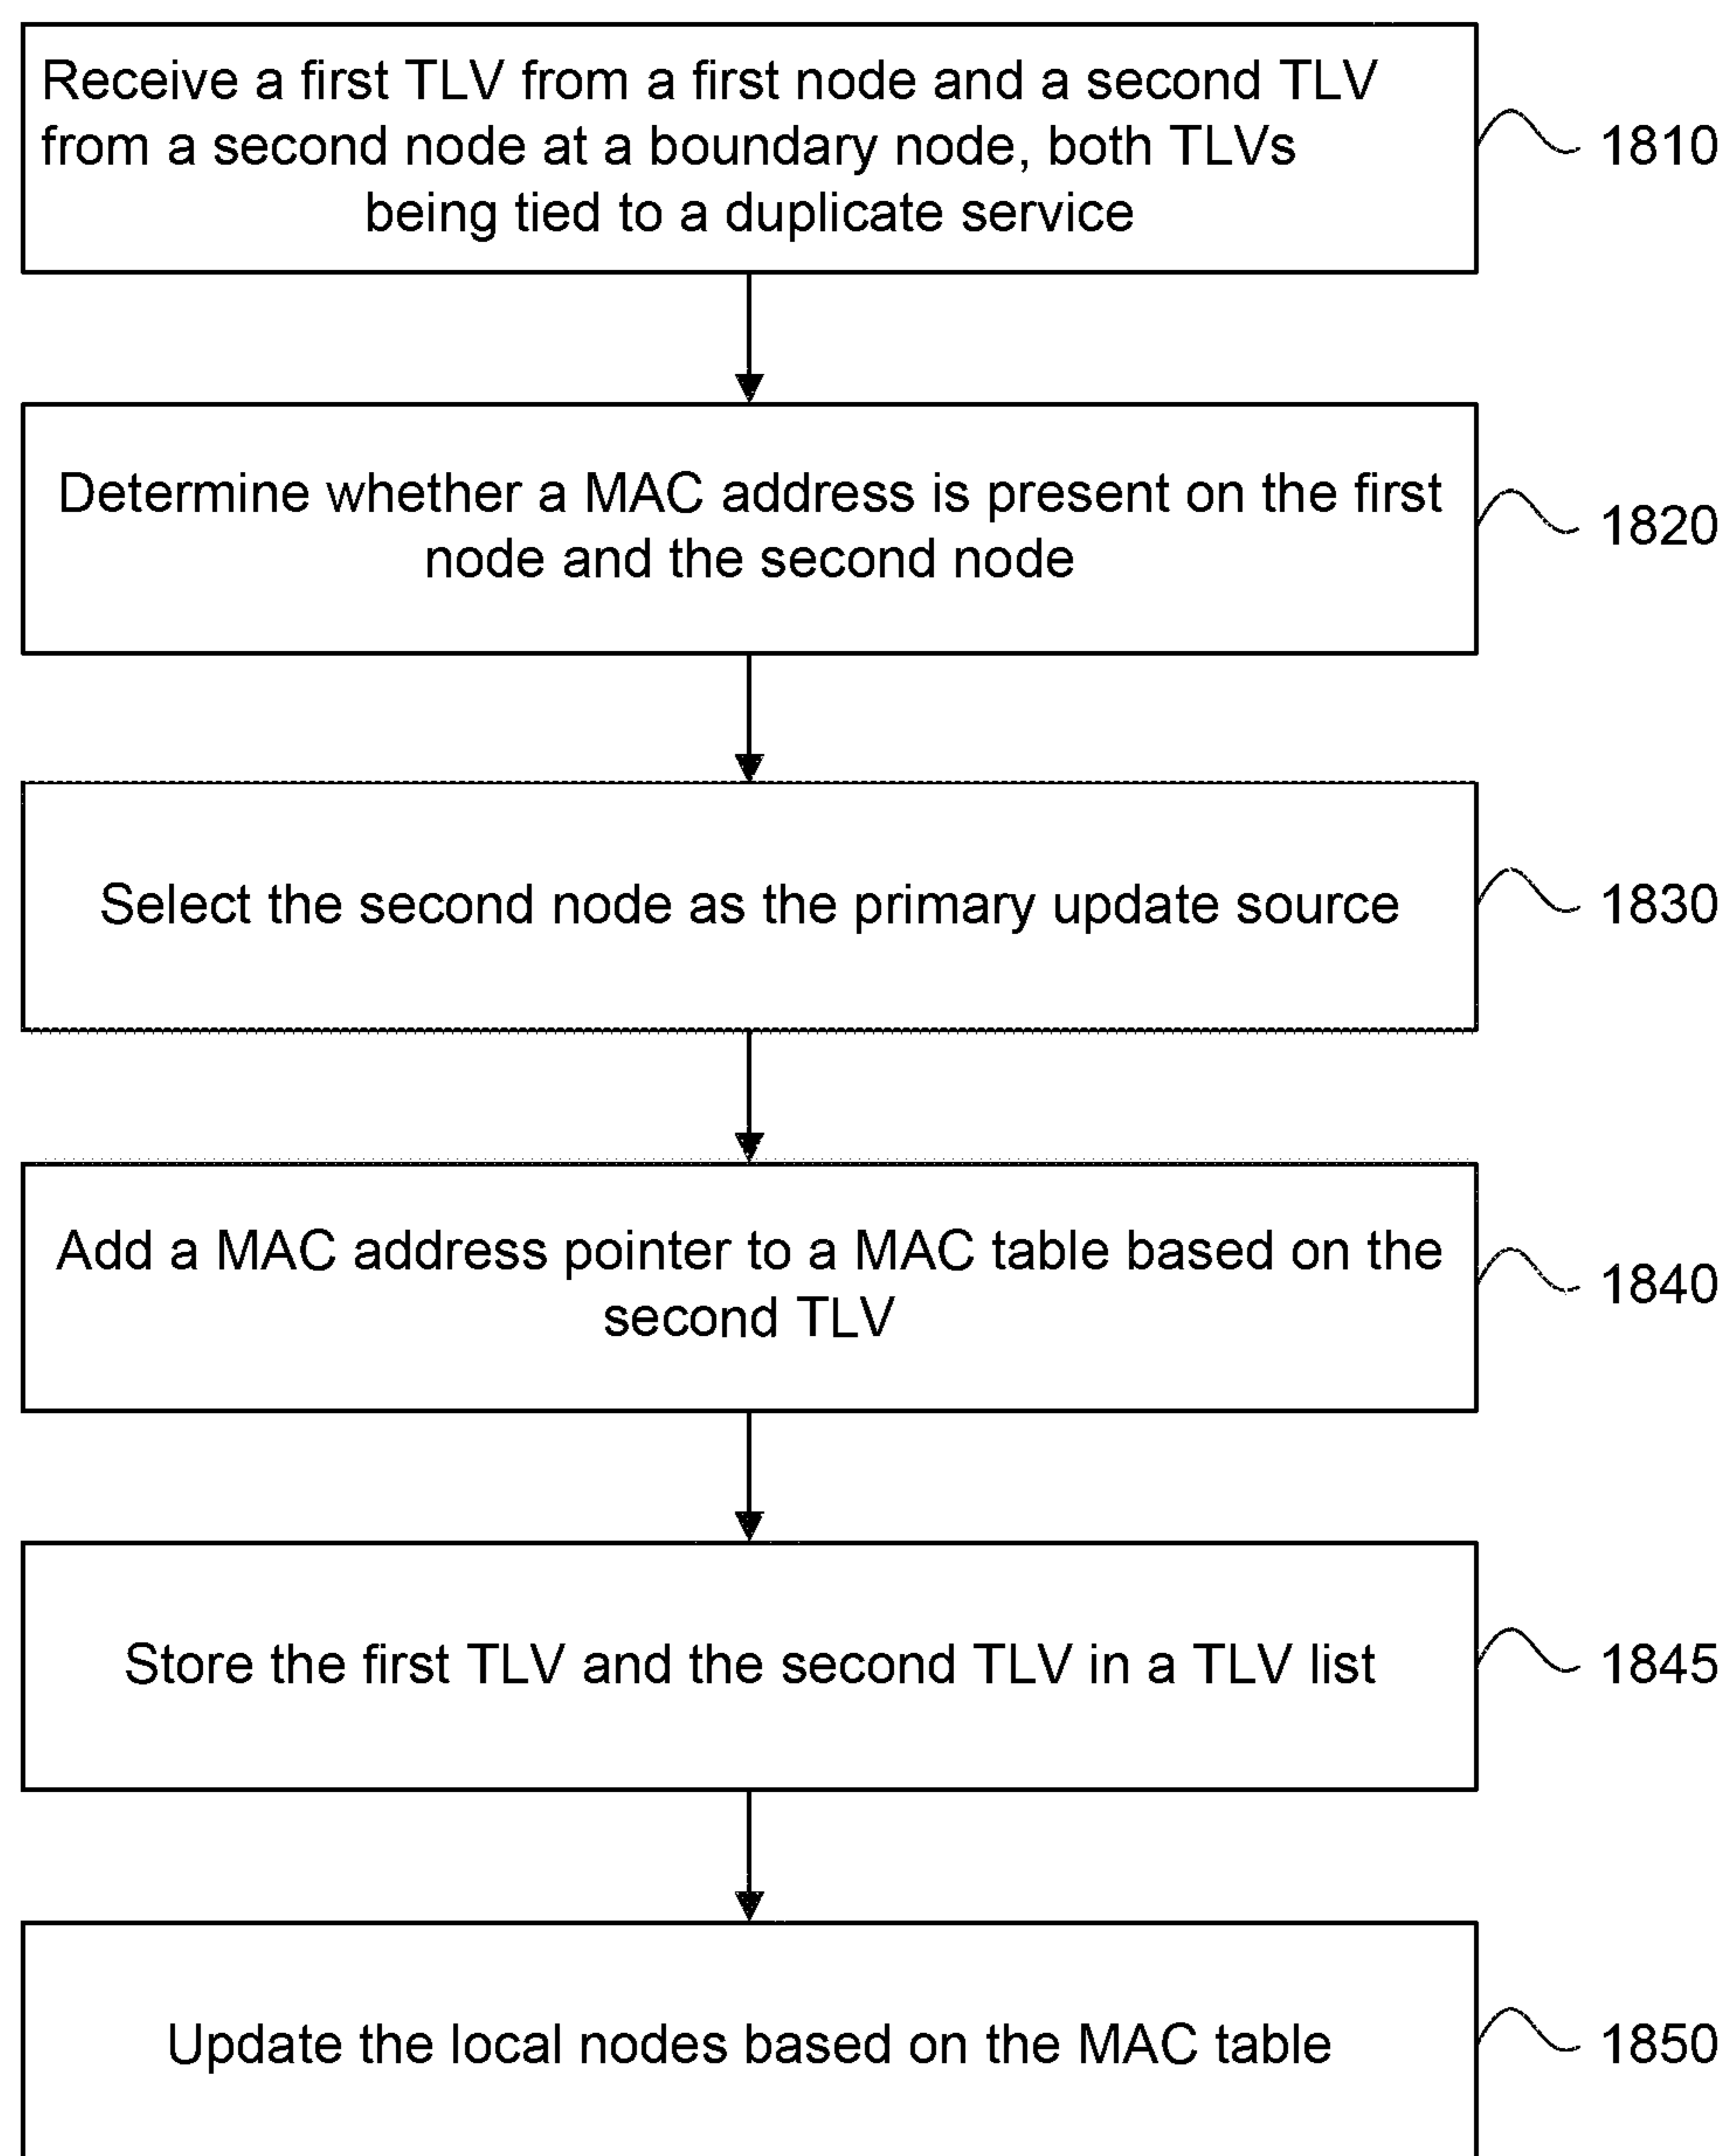 Receive a first TLV from a first node and a second TLV
from a second node at a boundary node, both TLVs
being tied to a duplicate service
1810
Determine whether a MAC address is present on the first
node and the second node
1820
Select the second node as the primary update source
1830
Add a MAC address pointer to a MAC table based on the
second TLV
1840
Store the first TLV and the second TLV in a TLV list
1845
Update the local nodes based on the MAC table
1850